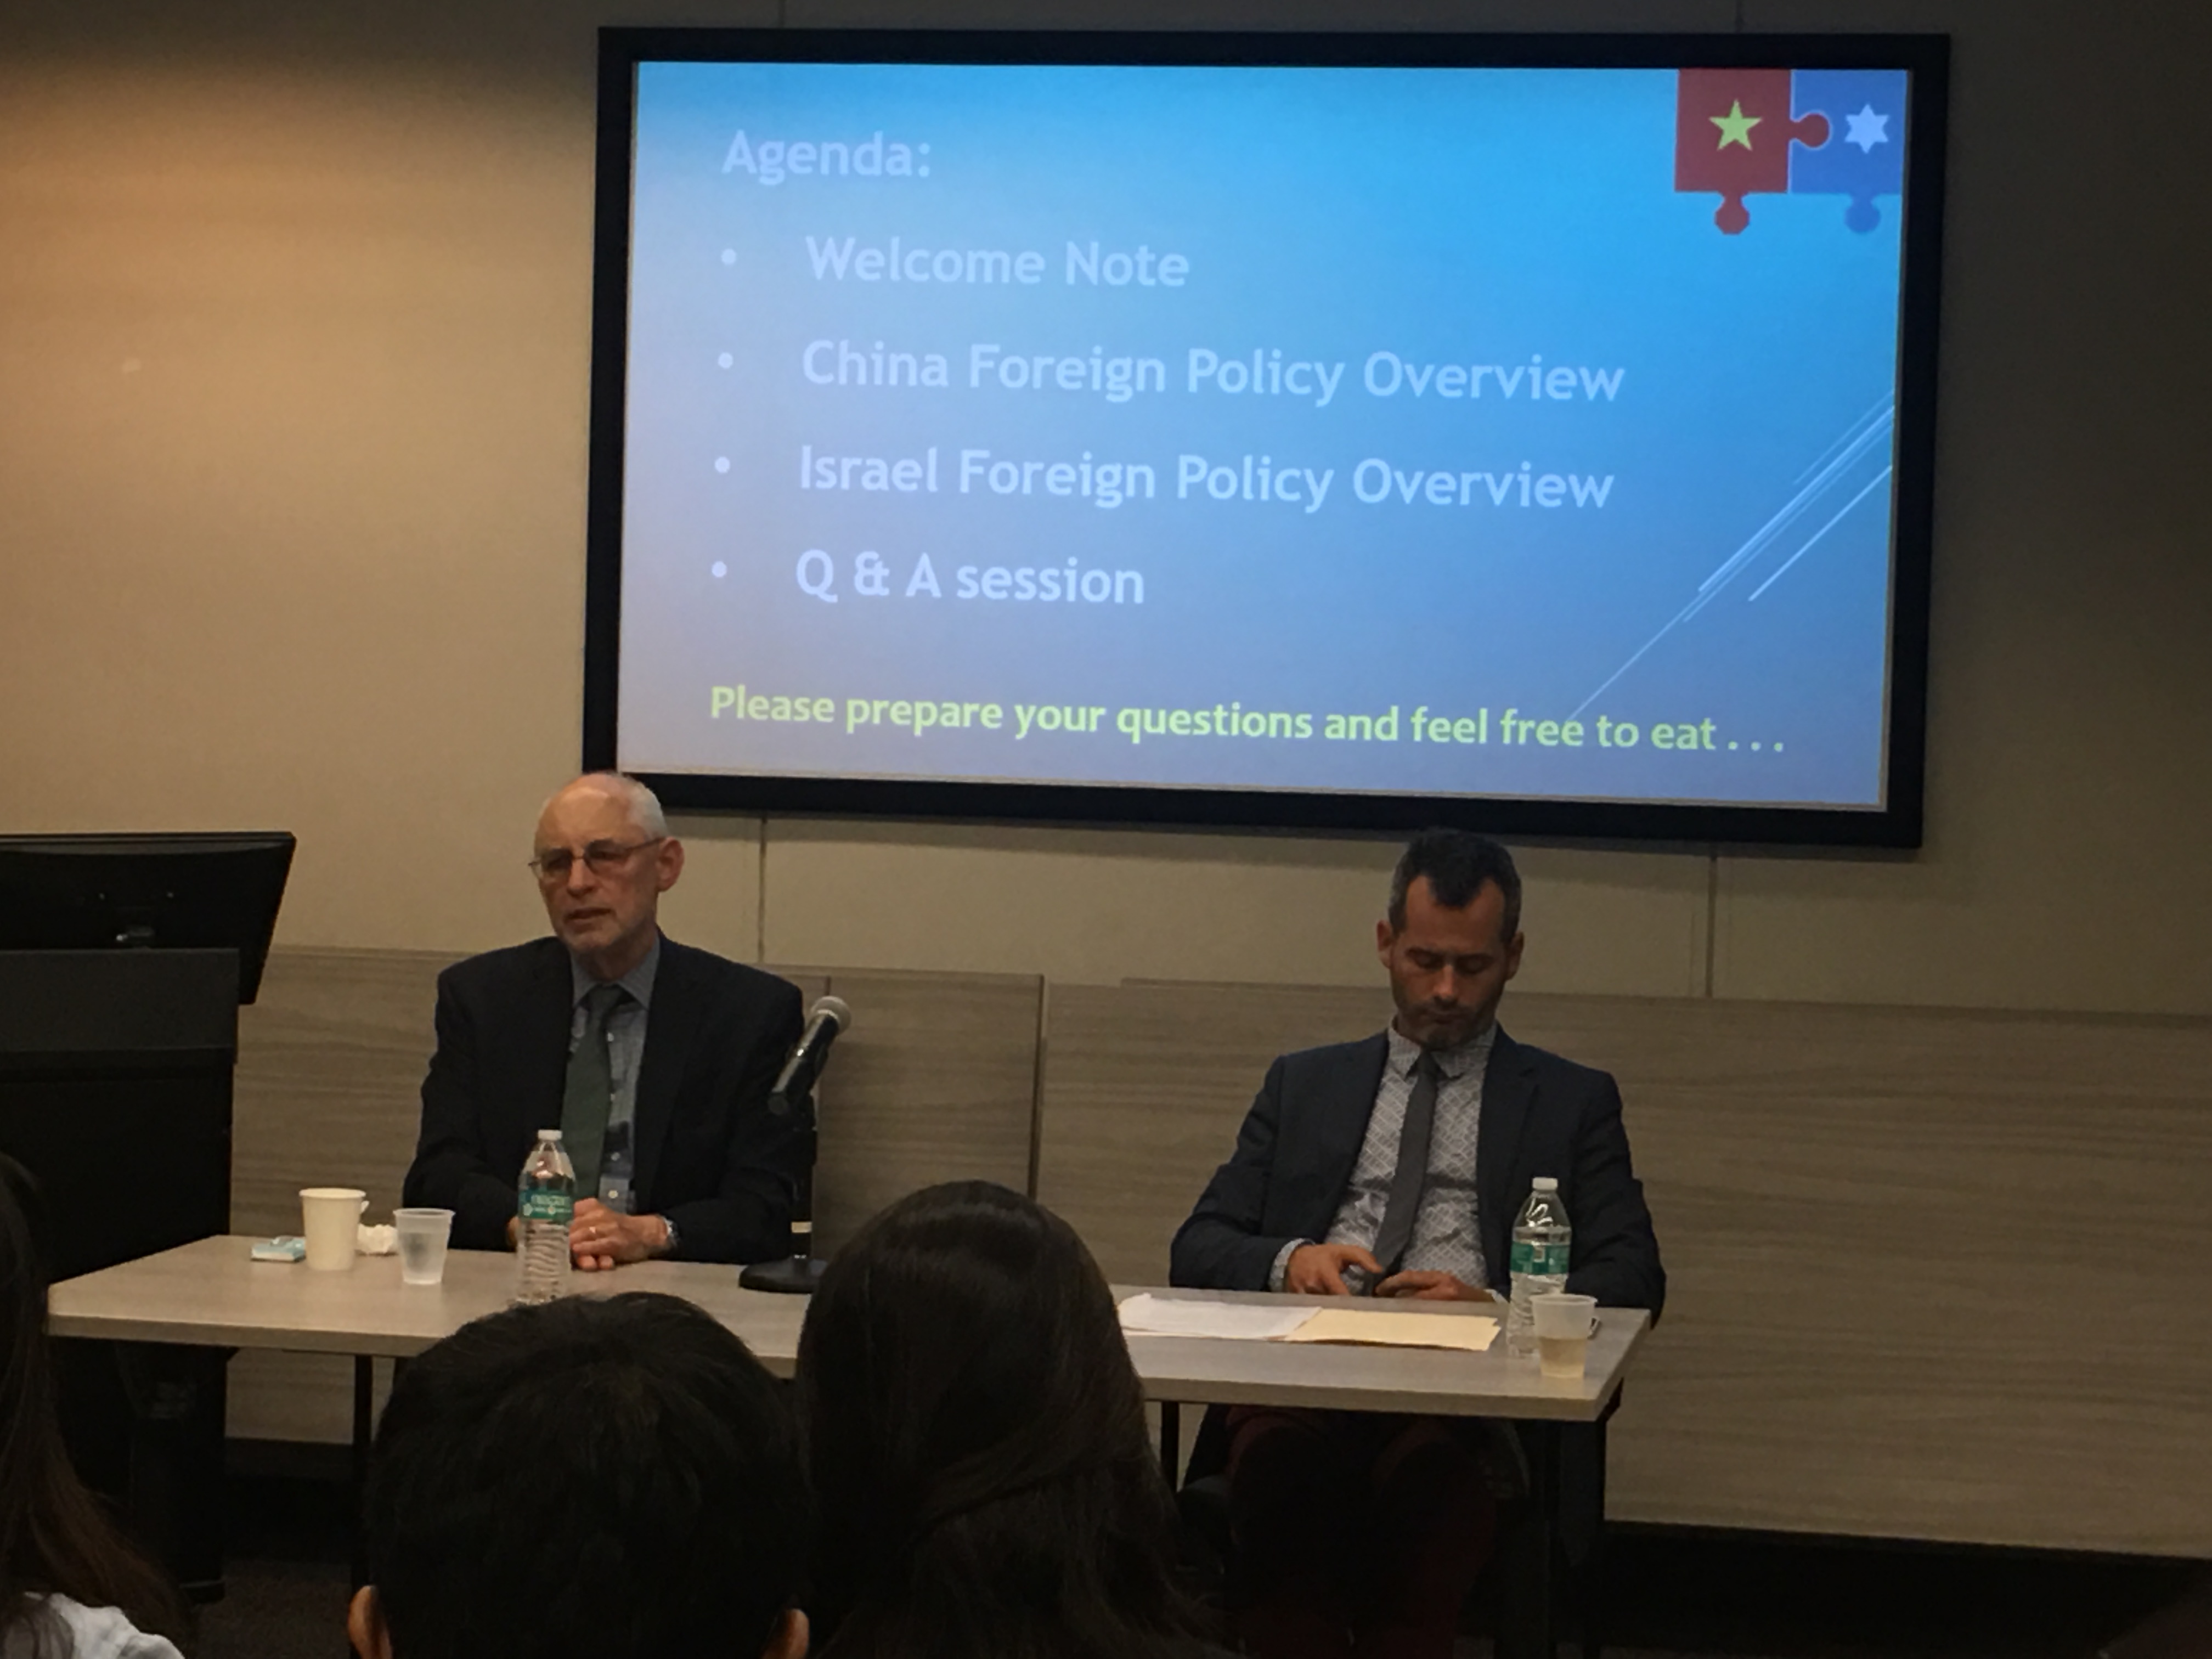 Agenda:
• Welcome Note
• China Foreign Policy Overview
• Israel Foreign Policy Overview
• Q & A session
Please prepare your questions and feel free to eat . . .